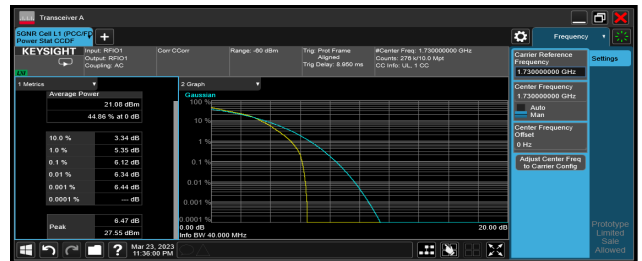 Transceiver A
5GNR Cell L1 (PCC/FD
Power Stat CCDF
Frequency
KEYSIGHT
LU
Input: RFIO1
Output: RFIO1
Coupling: AC
Corr CCorr
Range: -60 dBm
Trig: Prot Frame
Aligned
Trig Delay: 8.950 ms
#Center Freq: 1.730000000 GHz
Counts: 276 k/10.0 Mpt
CC Info: UL, 1 CC
1 Metrics
Average Power
21.08 dBm
44.86 % at 0 dB
10.0 % 3.34 dB
1.0 % 5.35 dB
0.1 % 6.12 dB
0.01 % 6.34 dB
0.001 % 6.44 dB
0.0001 % --- dB
Peak
6.47 dB
27.55 dBm
2 Graph
Gaussian
100 %
10 %
1 %
0.1 %
0.01 %
0.001 %
0.0001 %
0.00 dB 20.00 dB
Info BW 40.000 MHz
Carrier Reference
Frequency
1.730000000 GHz
Center Frequency
1.730000000 GHz
Auto
Man
Center Frequency
Offset
0 Hz
Adjust Center Freq
to Carrier Config
Settings
Prototype
Limited
Sale
Allowed
Mar 23, 2023
11:36:00 PM